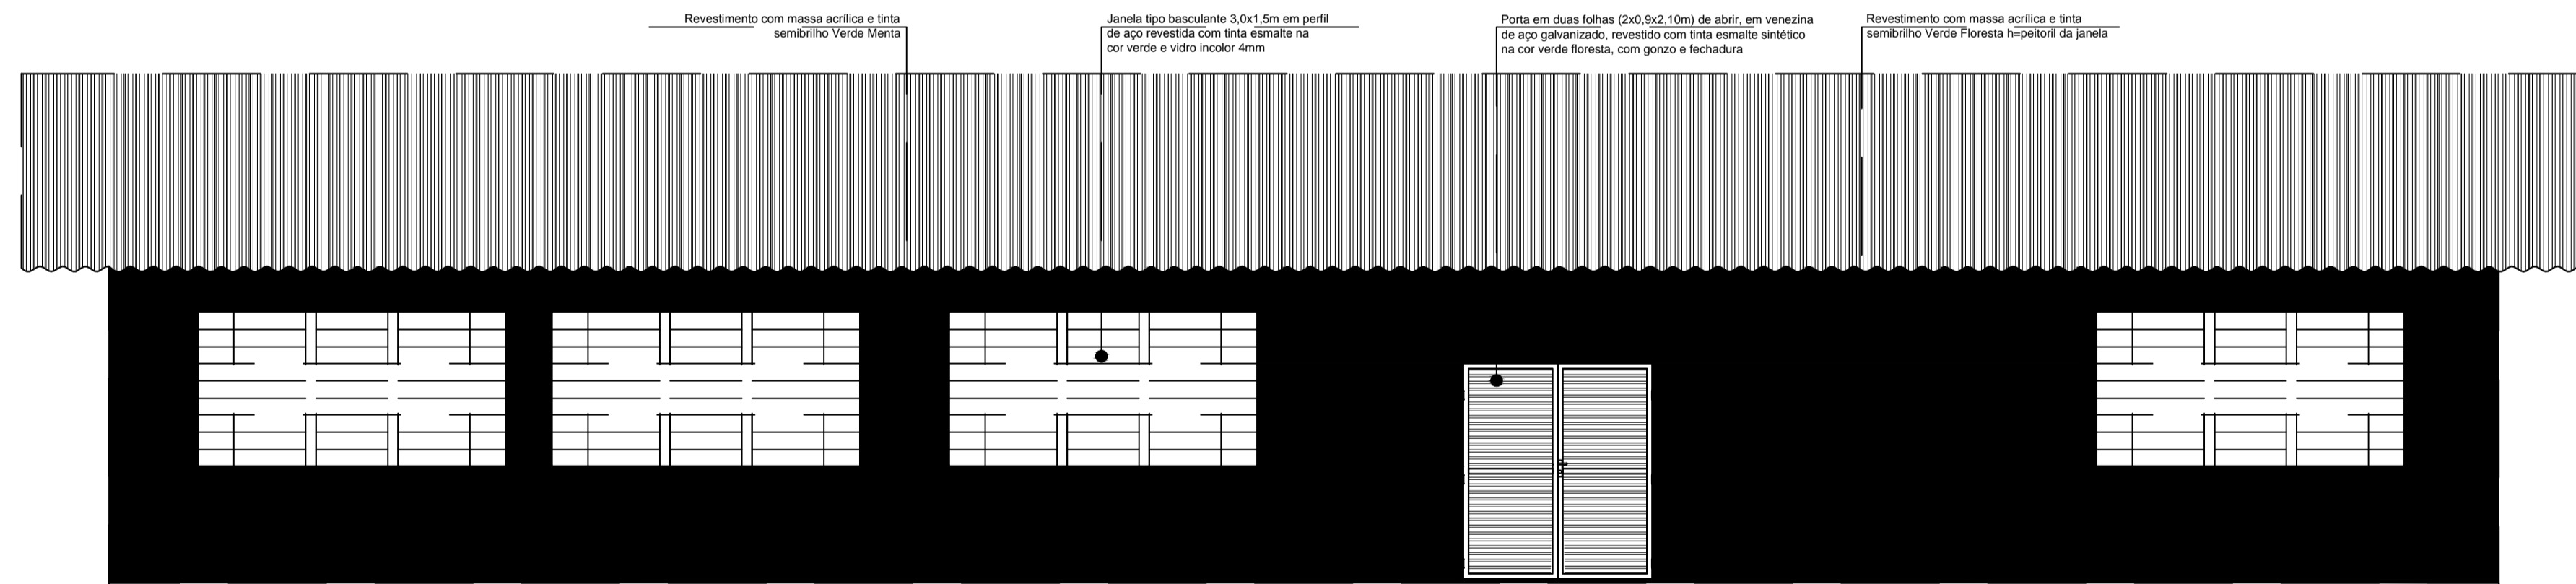 Revestimento com massa acrílica e tinta
semibrilho Verde Menta
Janela tipo basculante 3,0x1,5m em perfil
de aço revestida com tinta esmalte na
cor verde e vidro incolor 4mm
Porta em duas folhas (2x0,9x2,10m) de abrir, em venezina
de aço galvanizado, revestido com tinta esmalte sintético
na cor verde floresta, com gonzo e fechadura
Revestimento com massa acrílica e tinta
semibrilho Verde Floresta h=peitoril da janela